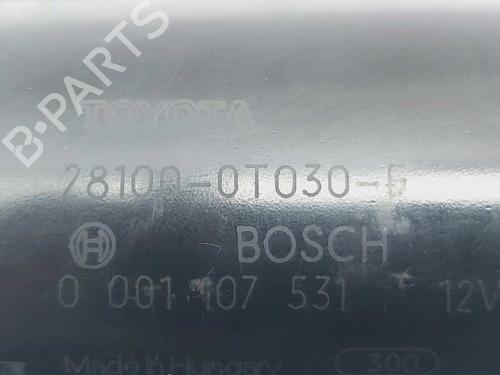 B-PARTS
TOYOTA
28100-0T030-
BOSCH
0 001 107 531 12V
Made in Hungary 300